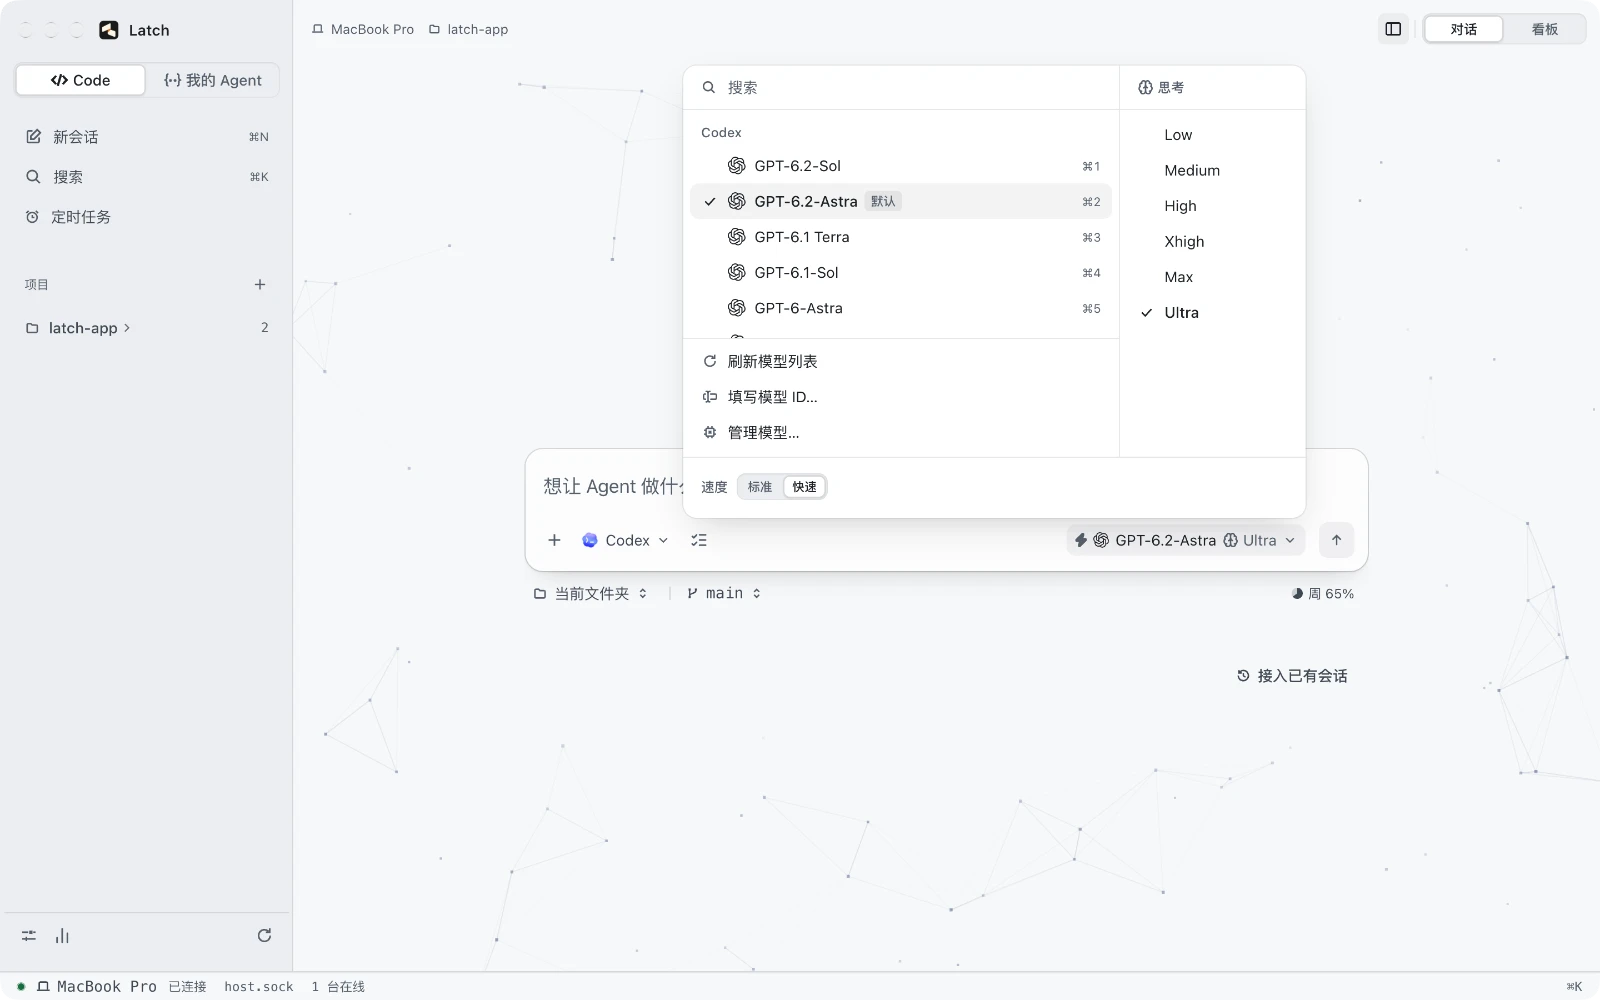 Latch
Code
我的 Agent
新会话 ⌘N
搜索 ⌘K
定时任务
项目
latch-app 2
MacBook Pro latch-app
对话 看板
搜索
Codex
GPT-6.2-Sol ⌘1
GPT-6.2-Astra 默认 ⌘2
GPT-6.1 Terra ⌘3
GPT-6.1-Sol ⌘4
GPT-6-Astra ⌘5
刷新模型列表
填写模型 ID...
管理模型...
思考
Low
Medium
High
Xhigh
Max
Ultra
速度 标准 快速
想让 Agent 做什
Codex
GPT-6.2-Astra Ultra
当前文件夹 main
周 65%
接入已有会话
MacBook Pro 已连接 host.sock 1 台在线 ⌘K